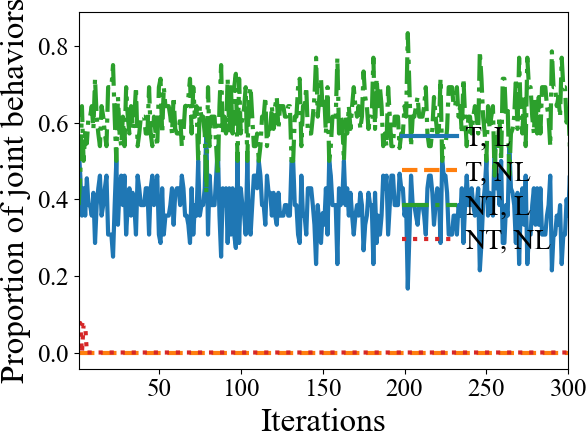 Proportion of joint behaviors
0.8
0.6
0.4
0.2
0.0
T, L
T, NL
NT, L
NT, NL
50
100
150
200
250
300
Iterations